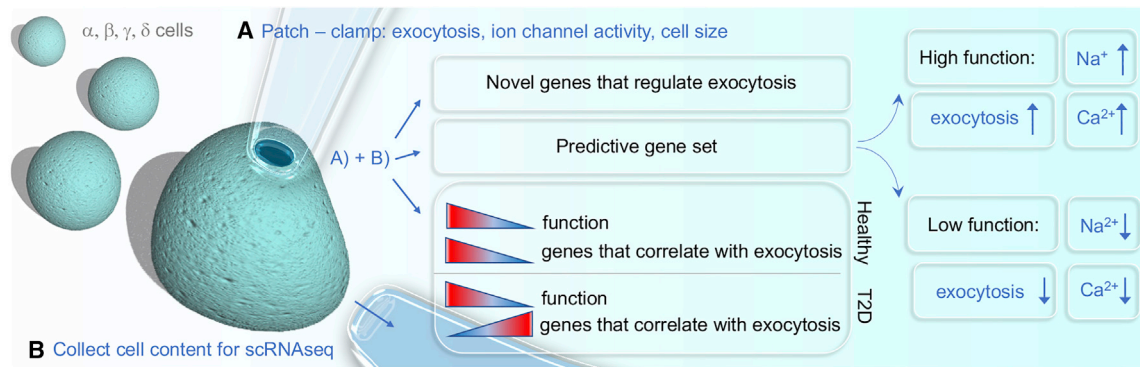 α, β, γ, δ cells
A Patch – clamp: exocytosis, ion channel activity, cell size
A) + B)
Novel genes that regulate exocytosis
Predictive gene set
function
genes that correlate with exocytosis
Healthy
function
genes that correlate with exocytosis
T2D
High function:
Na⁺ ↑
exocytosis ↑
Ca²⁺ ↑
Low function:
Na²⁺ ↓
exocytosis ↓
Ca²⁺ ↓
B Collect cell content for scRNAseq